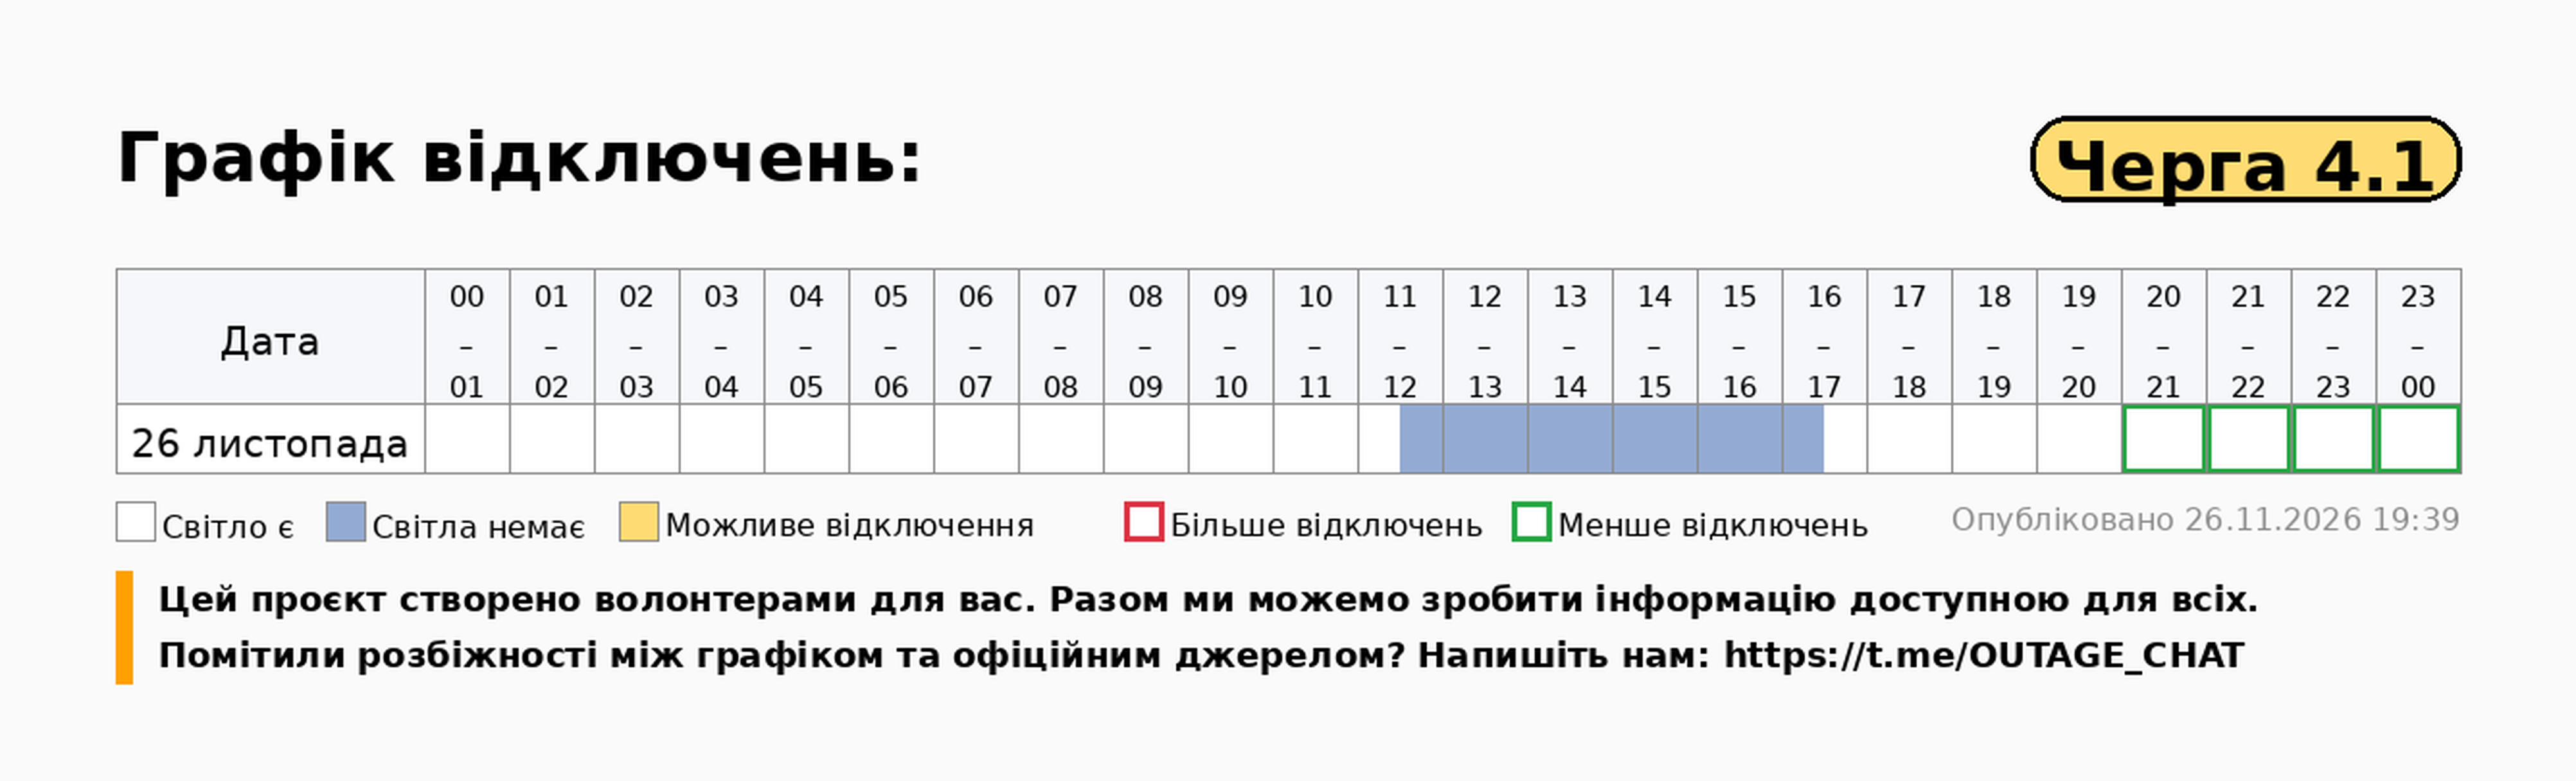 Графік відключень:
Черга 4.1
Дата 00 – 01 01 – 02 02 – 03 03 – 04 04 – 05 05 – 06 06 – 07 07 – 08 08 – 09 09 – 10 10 – 11 11 – 12 12 – 13 13 – 14 14 – 15 15 – 16 16 – 17 17 – 18 18 – 19 19 – 20 20 – 21 21 – 22 22 – 23 23 – 00
26 листопада
Світло є Світла немає Можливе відключення Більше відключень Менше відключень Опубліковано 26.11.2026 19:39
Цей проєкт створено волонтерами для вас. Разом ми можемо зробити інформацію доступною для всіх.
Помітили розбіжності між графіком та офіційним джерелом? Напишіть нам: https://t.me/OUTAGE_CHAT